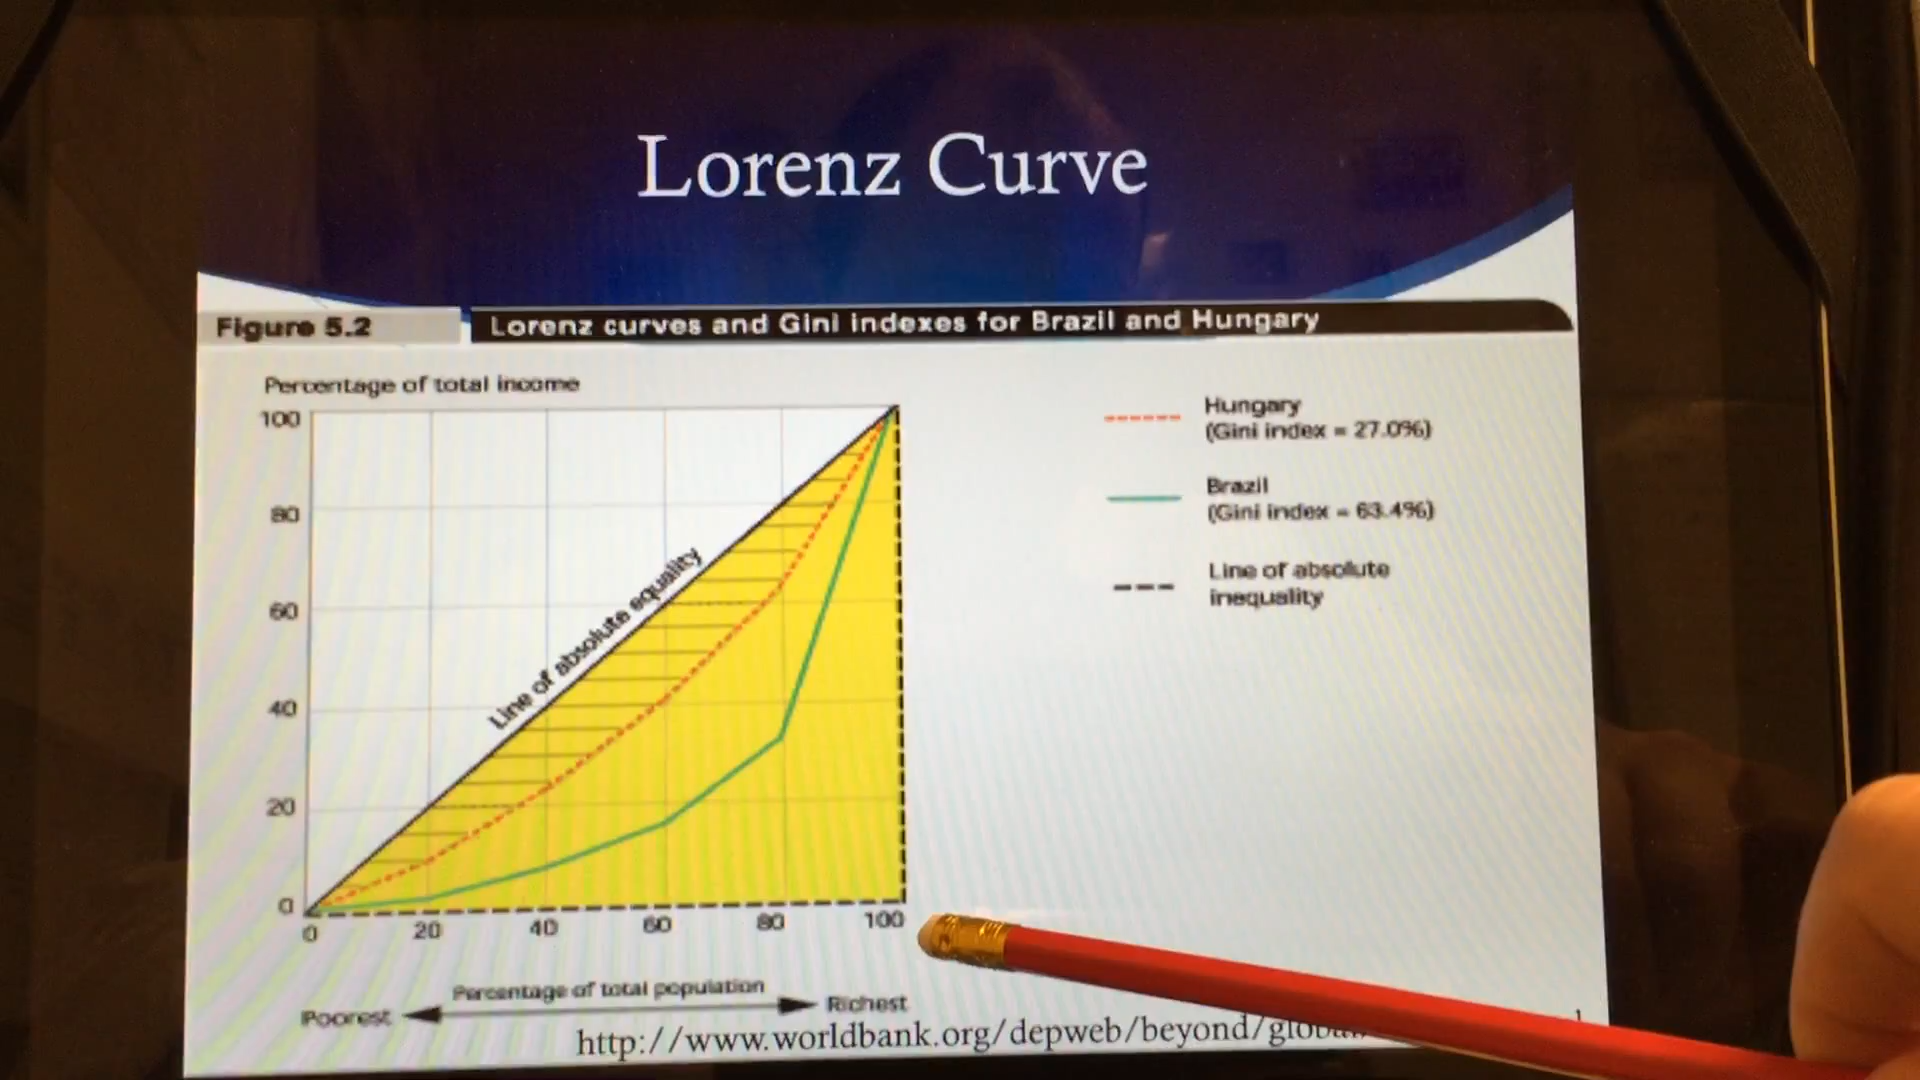 Lorenz Curve
Figure 5.2
Lorenz curves and Gini indexes for Brazil and Hungary
Percentage of total income
100
80
60
40
20
0
Line of absolute equality
0 20 40 60 80 100
Percentage of total population
Poorest Richest
Hungary
(Gini index = 27.0%)
Brazil
(Gini index = 63.4%)
Line of absolute
inequality
http://www.worldbank.org/depweb/beyond/